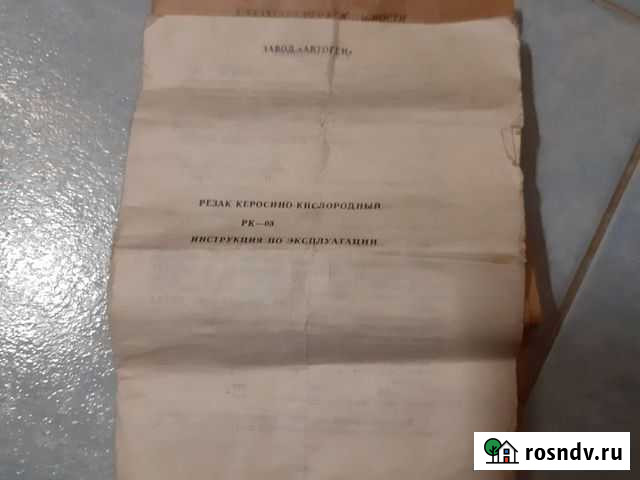 ЗАВОД «АВТОГЕН»
РЕЗАК КЕРОСИНО-КИСЛОРОДНЫЙ
РК—03
ИНСТРУКЦИЯ ПО ЭКСПЛУАТАЦИИ
rosndv.ru